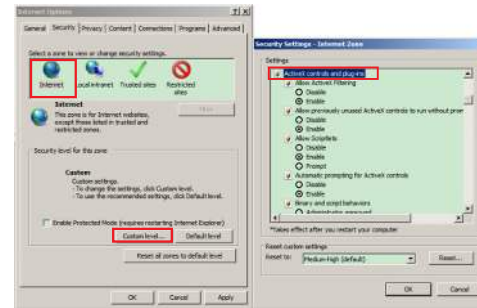 Internet Options
General Security Privacy Content Connections Programs Advanced
Select a zone to view or change security settings.
Internet Local intranet Trusted sites Restricted sites
Internet
This zone is for Internet websites,
except those listed in trusted and
restricted zones.
Sites
Security level for this zone
Custom
Custom settings.
- To change the settings, click Custom level.
- To use the recommended settings, click Default level.
Enable Protected Mode (requires restarting Internet Explorer)
Custom level... Default level
Reset all zones to default level
OK Cancel Apply
Security Settings - Internet Zone
Settings
ActiveX controls and plug-ins
Allow ActiveX Filtering
Disable
Enable
Allow previously unused ActiveX controls to run without prom
Disable
Enable
Allow Scriptlets
Disable
Enable
Prompt
Automatic prompting for ActiveX controls
Disable
Enable
Binary and script behaviors
Administrator approved
*Takes effect after you restart your computer
Reset custom settings
Reset to: Medium-high (default) Reset...
OK Cancel